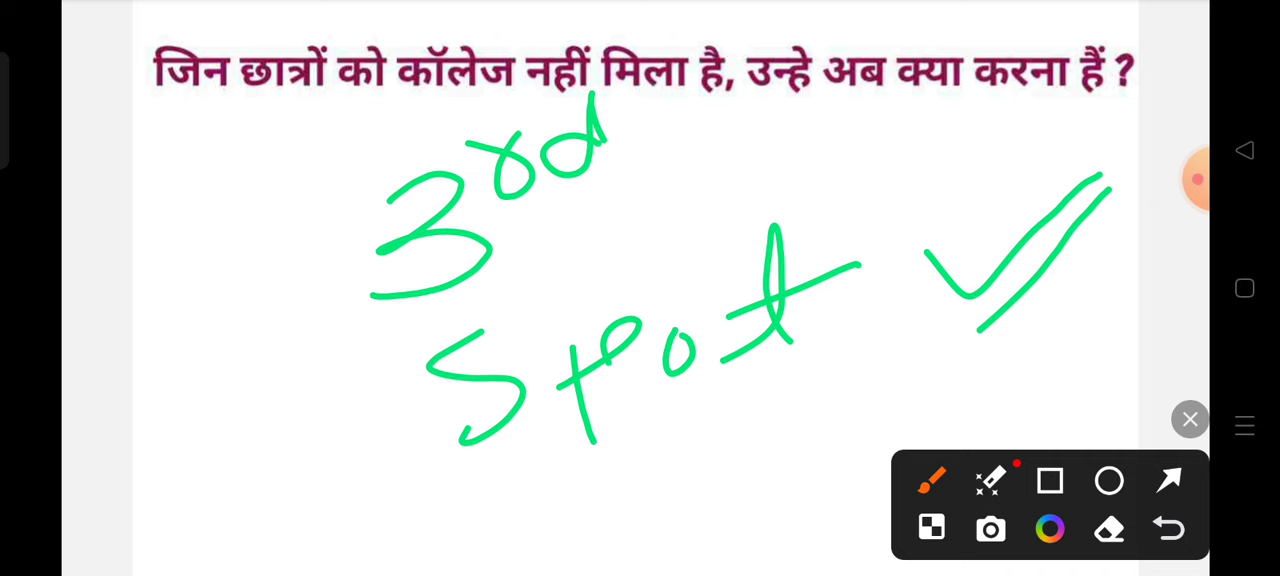 जिन छात्रों को कॉलेज नहीं मिला है, उन्हे अब क्या करना हैं ?
3rd
Spot